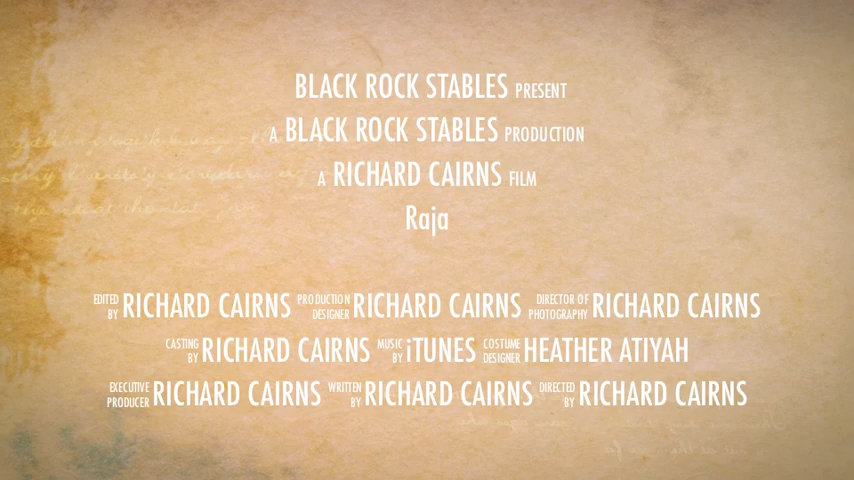 BLACK ROCK STABLES PRESENT
A BLACK ROCK STABLES PRODUCTION
A RICHARD CAIRNS FILM
Raja
EDITED BY RICHARD CAIRNS PRODUCTION DESIGNER RICHARD CAIRNS DIRECTOR OF PHOTOGRAPHY RICHARD CAIRNS
CASTING BY RICHARD CAIRNS MUSIC BY iTUNES COSTUME DESIGNER HEATHER ATIYAH
EXECUTIVE PRODUCER RICHARD CAIRNS WRITTEN BY RICHARD CAIRNS DIRECTED BY RICHARD CAIRNS